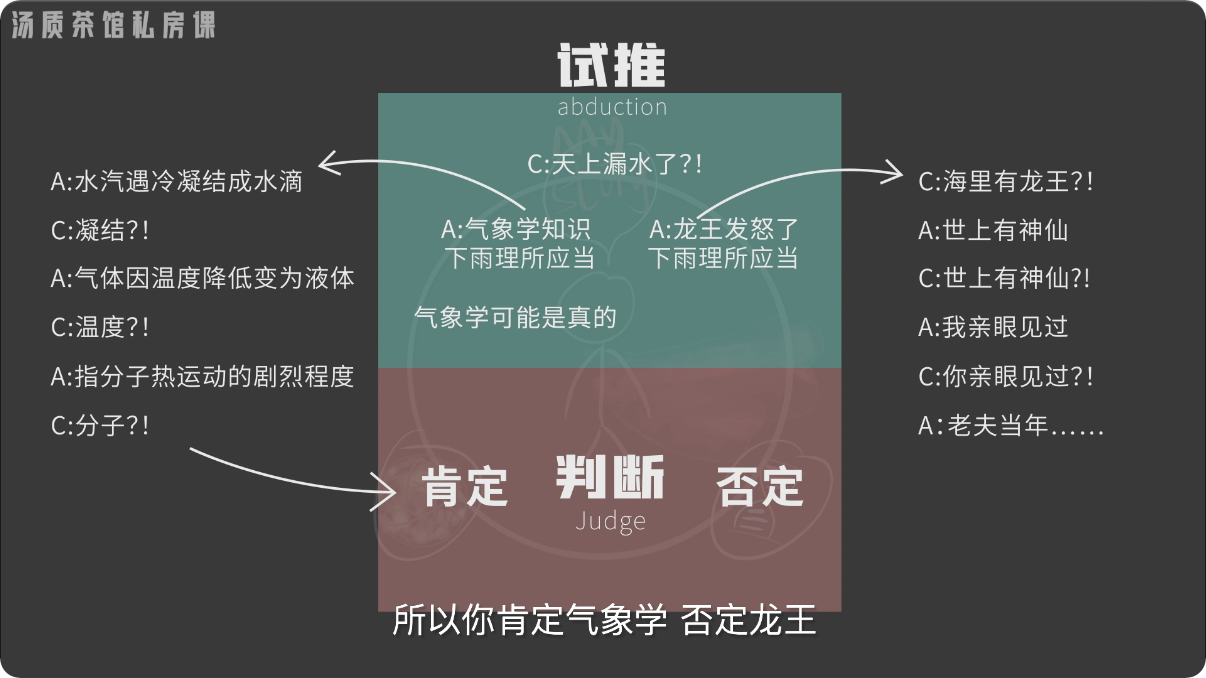 汤质茶馆私房课
试推
abduction
C:天上漏水了?!
A:气象学知识
下雨理所应当
A:龙王发怒了
下雨理所应当
气象学可能是真的
A:水汽遇冷凝结成水滴
C:凝结?!
A:气体因温度降低变为液体
C:温度?!
A:指分子热运动的剧烈程度
C:分子?!
C:海里有龙王?!
A:世上有神仙
C:世上有神仙?!
A:我亲眼见过
C:你亲眼见过?!
A:老夫当年……
肯定
判断
Judge
否定
所以你肯定气象学 否定龙王